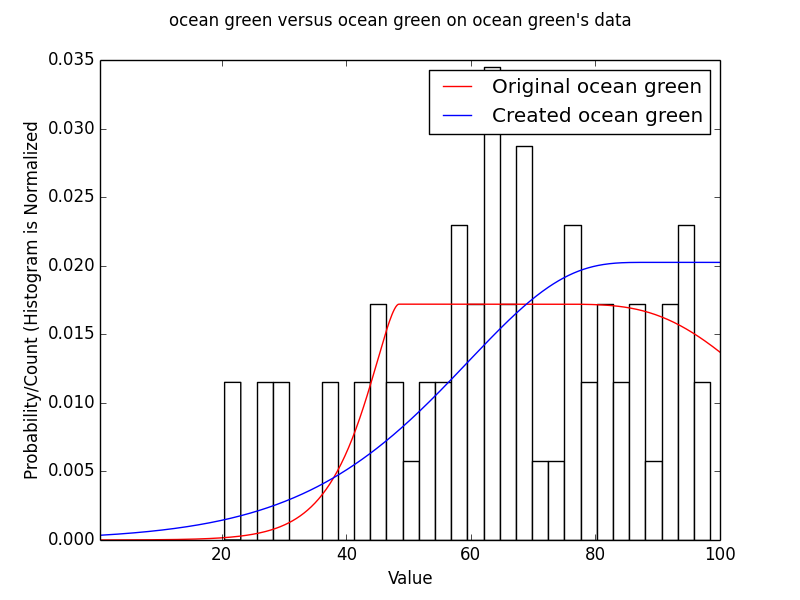 ocean green versus ocean green on ocean green's data
Original ocean green
Created ocean green
Probability/Count (Histogram is Normalized
0.035
0.030
0.025
0.020
0.015
0.010
0.005
0.000
20 40 60 80 100
Value